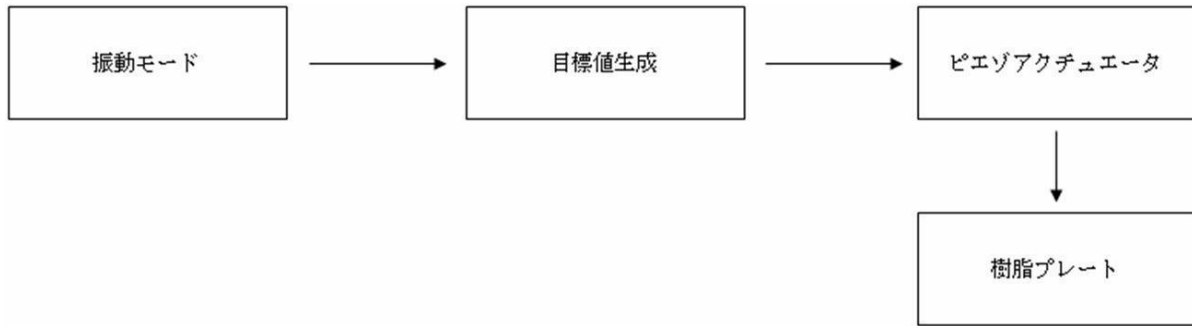 振動モード
目標値生成
ピエゾアクチュエータ
樹脂プレート